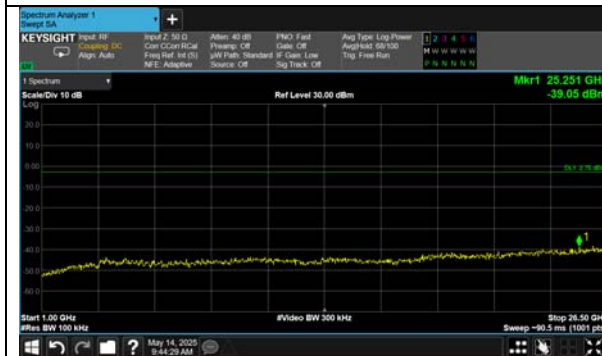 Spectrum Analyzer 1
Swept SA
+
KEYSIGHT
Input: RF
Coupling: DC
Align: Auto
Input Z: 50 Ω
Corr CCorr RCal
Freq Ref: Int (S)
NFE: Adaptive
Atten: 40 dB
Preamp: Off
µW Path: Standard
Source: Off
PNO: Fast
Gate: Off
IF Gain: Low
Sig Track: Off
Avg Type: Log-Power
Avg|Hold: 68/100
Trig: Free Run
1 2 3 4 5 6
M W W W W W
P N N N N N
1 Spectrum
Scale/Div 10 dB
Ref Level 30.00 dBm
Mkr1 25.251 GH
-39.05 dBm
Log
20.0
10.0
0.00
-20.0
-30.0
-40.0
-50.0
-60.0
1
Start 1.00 GHz
#Res BW 100 kHz
#Video BW 300 kHz
Stop 26.50 GH
Sweep ~90.5 ms (1001 pts
?
May 14, 2025
9:44:29 AM